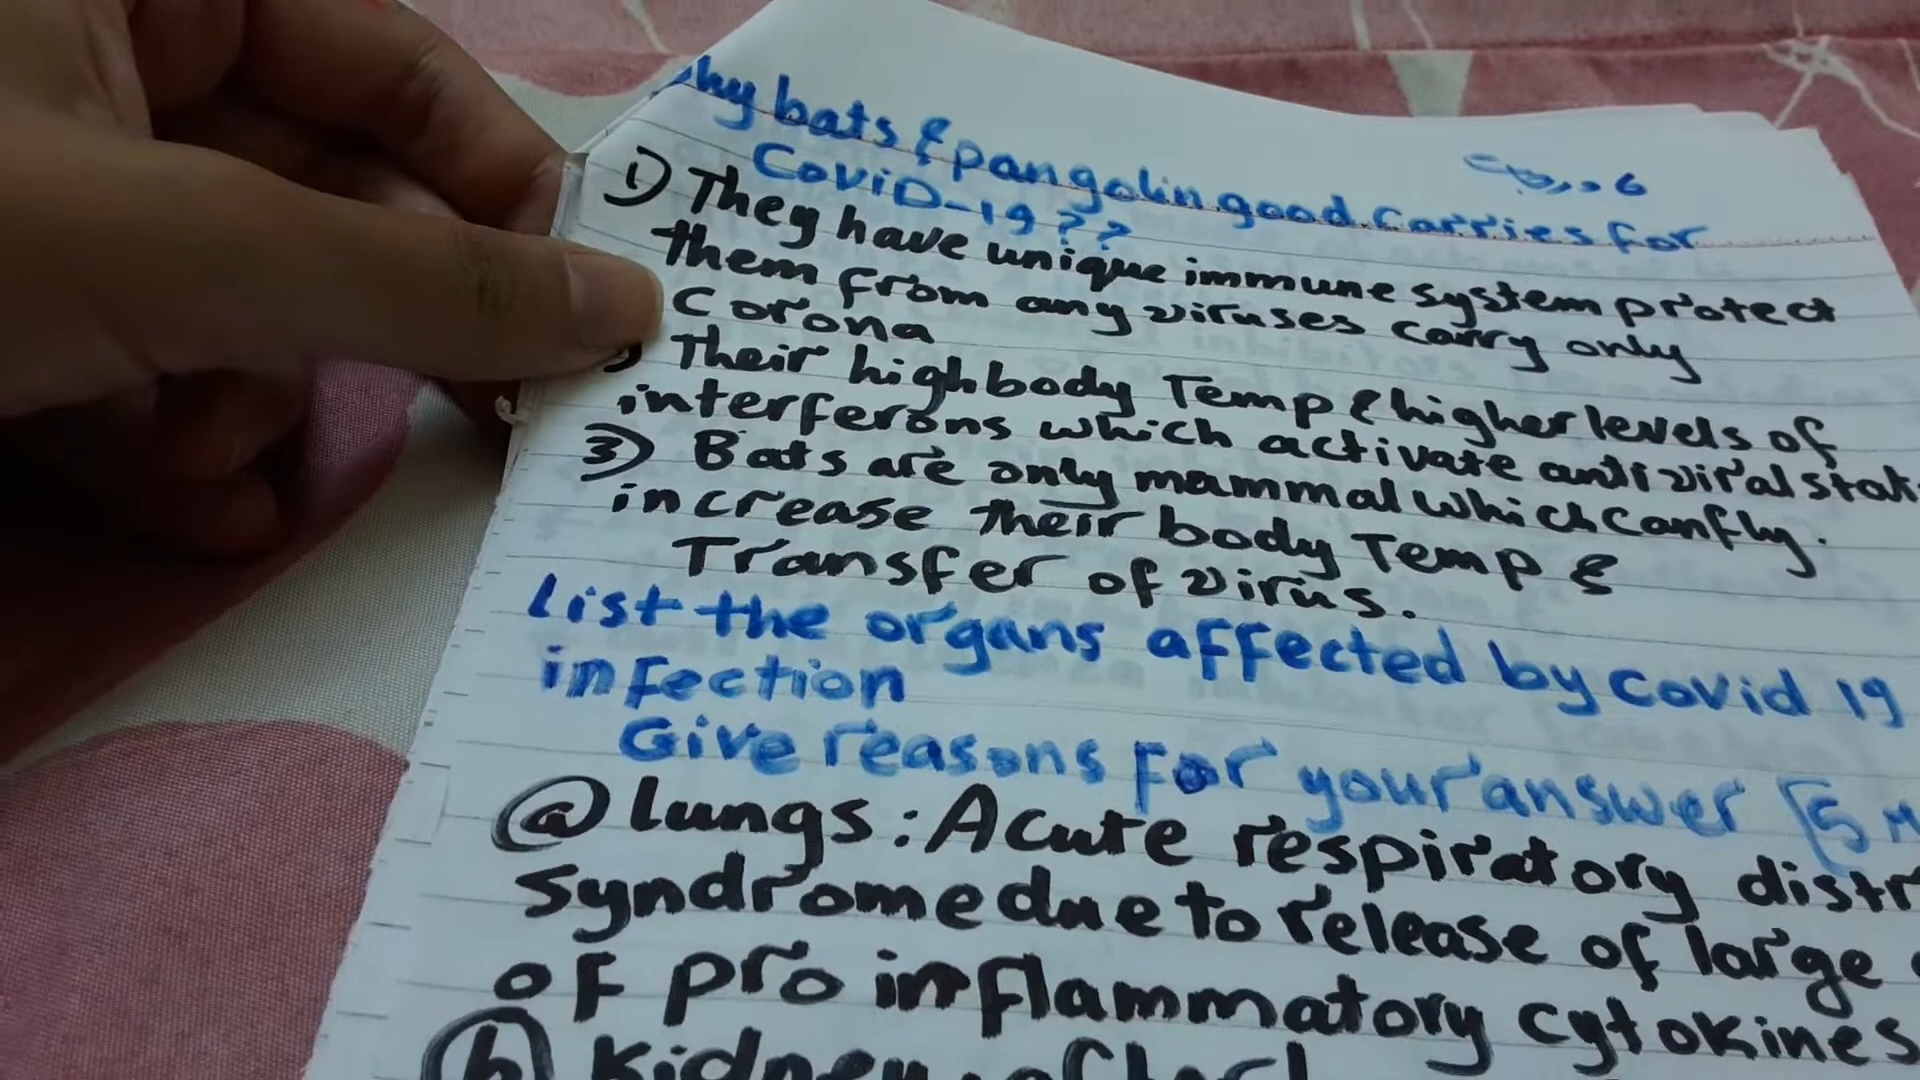 hy bats & pangolin good carries for
CoviD-19??
1) They have unique immune system protect
them from any viruses carry only
Corona
Their high body Temp & higher levels of
interferons which activate antiviral stat
3) Bats are only mammal which can fly.
increase their body Temp &
Transfer of virus.
List the organs affected by covid 19
infection
Give reasons for your answer [5 M
a lungs: Acute respiratory distr
syndrome due to release of large
of pro inflammatory cytokines
b Kidney